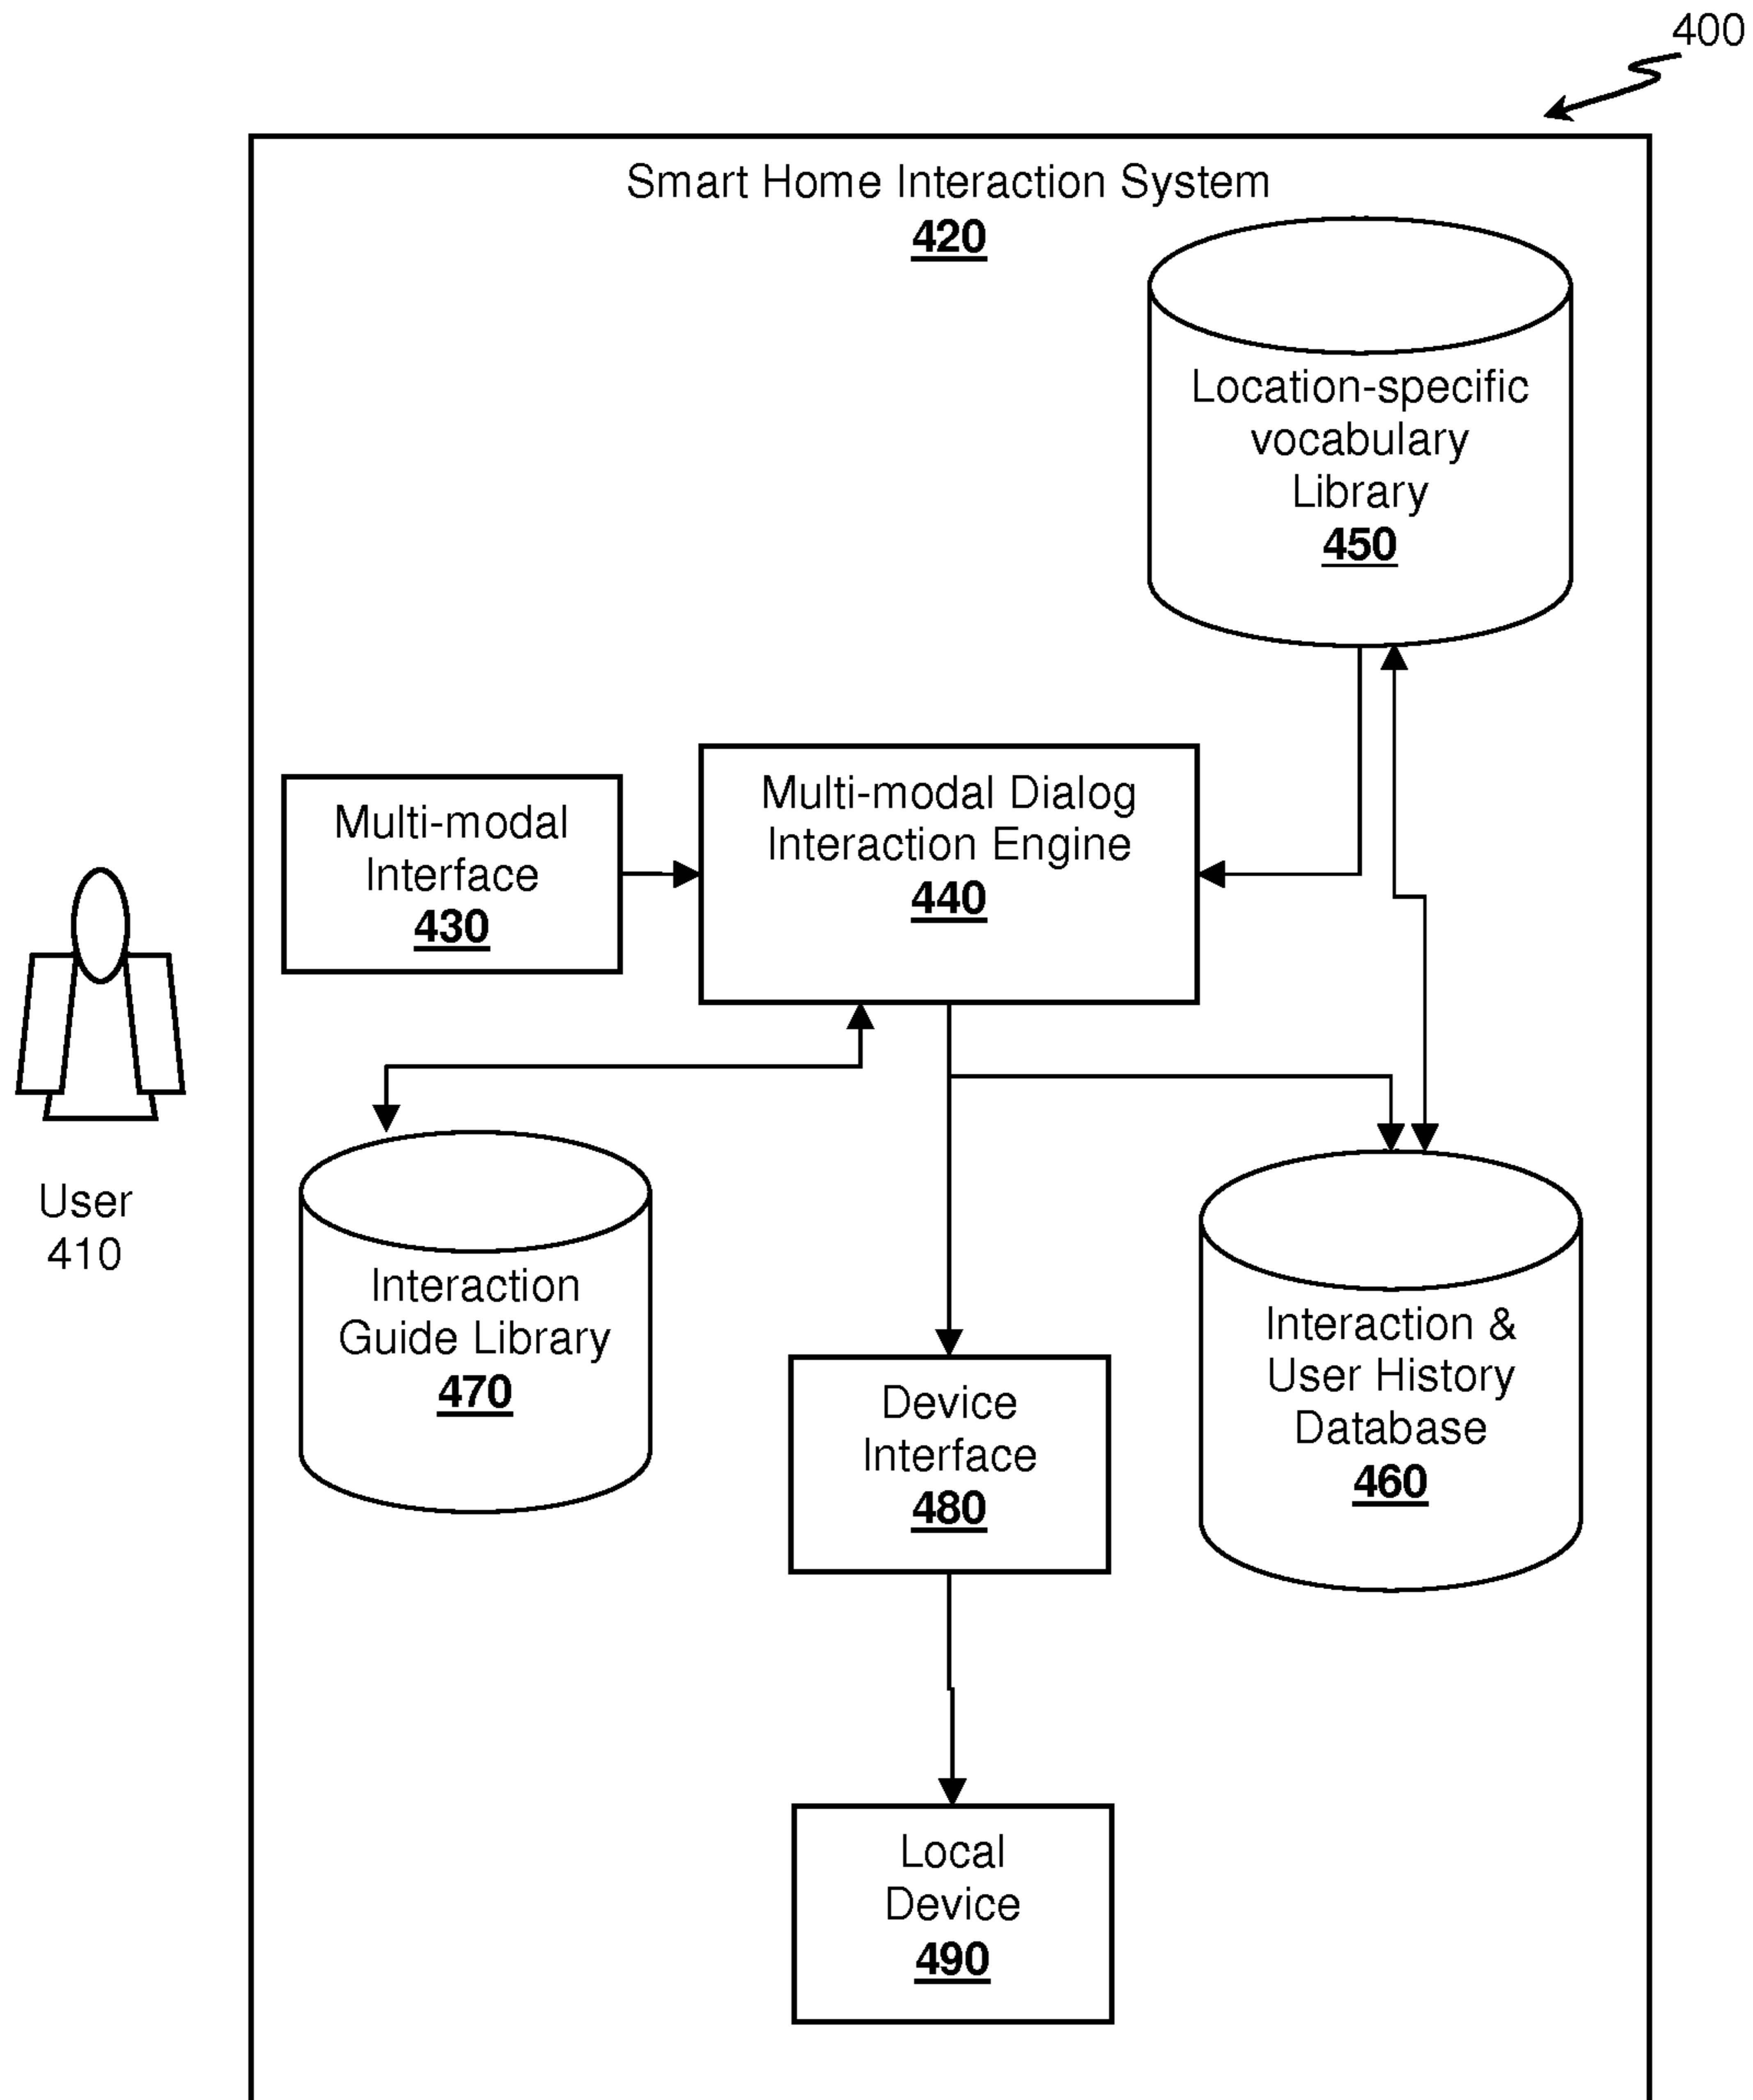 400
Smart Home Interaction System
420
Location-specific
vocabulary
Library
450
Multi-modal
Interface
430
Multi-modal Dialog
Interaction Engine
440
User
410
Interaction
Guide Library
470
Device
Interface
480
Interaction &
User History
Database
460
Local
Device
490